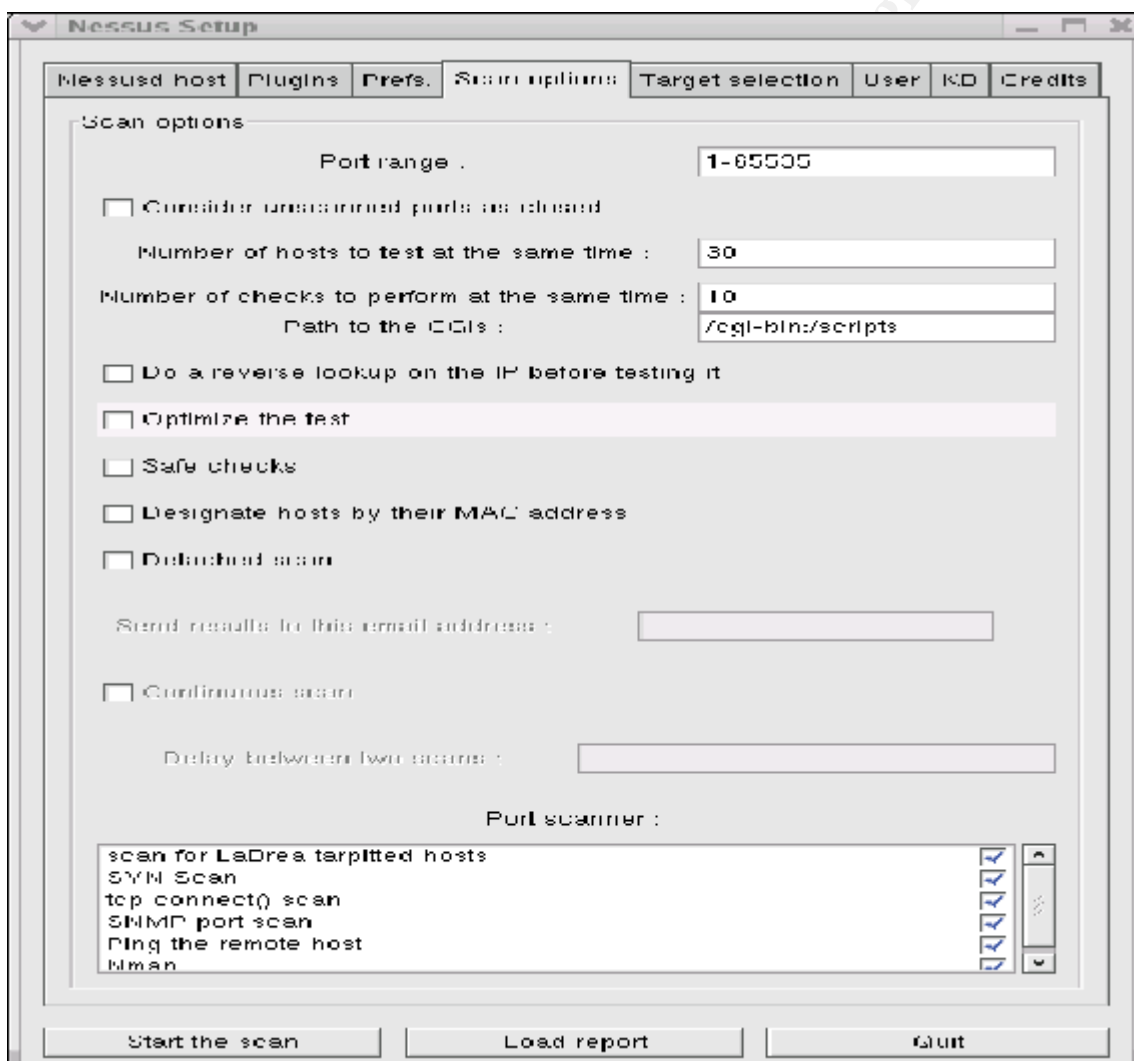 Nessus Setup
Nessusd host Plugins Prefs. Scan options Target selection User KB Credits
Scan options
Port range : 1-65535
Consider unscanned ports as closed
Number of hosts to test at the same time : 30
Number of checks to perform at the same time : 10
Path to the CGIs : /cgi-bin:/scripts
Do a reverse lookup on the IP before testing it
Optimize the test
Safe checks
Designate hosts by their MAC address
Detached scan
Send results to this email address :
Continuous scan
Delay between two scans :
Port scanner :
scan for LaBrea tarpitted hosts
SYN Scan
tcp connect() scan
SNMP port scan
Ping the remote host
Nmap
Start the scan Load report Quit